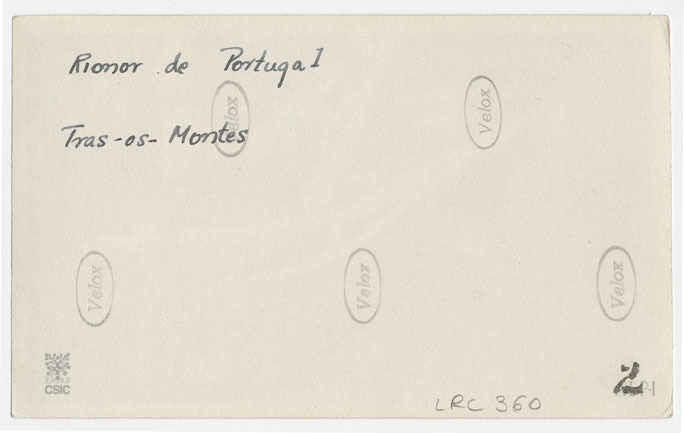 Rionor de Portugal
Tras-os-Montes
Velox
Velox
Velox
Velox
Velox
CSIC
2
LRC 360